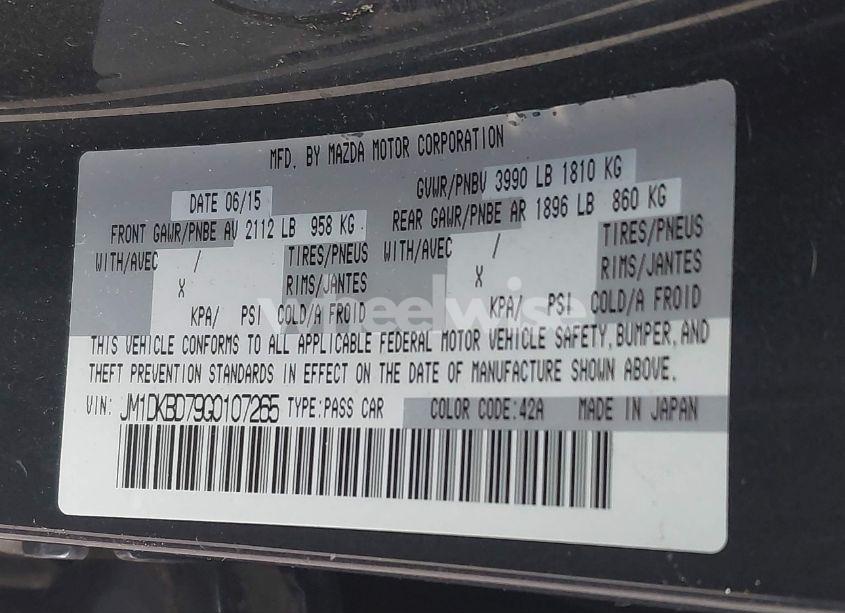 MFD. BY MAZDA MOTOR CORPORATION
DATE 06/15 GVWR/PNBV 3990 LB 1810 KG
FRONT GAWR/PNBE AV 2112 LB 958 KG REAR GAWR/PNBE AR 1896 LB 860 KG
WITH/AVEC / TIRES/PNEUS WITH/AVEC / TIRES/PNEUS
X RIMS/JANTES X RIMS/JANTES
KPA/ PSI COLD/A FROID KPA/ PSI COLD/A FROID
wheelwise
THIS VEHICLE CONFORMS TO ALL APPLICABLE FEDERAL MOTOR VEHICLE SAFETY, BUMPER, AND
THEFT PREVENTION STANDARDS IN EFFECT ON THE DATE OF MANUFACTURE SHOWN ABOVE.
VIN: JM1DKBD79G0107265 TYPE:PASS CAR COLOR CODE:42A MADE IN JAPAN